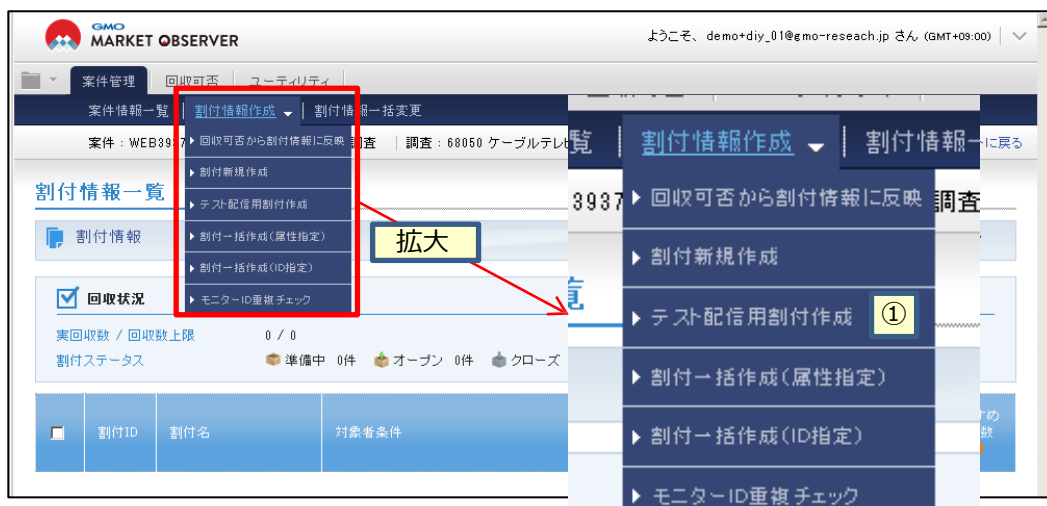 GMO
MARKET OBSERVER
ようこそ、demo+diy_01@gmo-reseach.jp さん (GMT+09:00)
案件管理 回収可否 ユーティリティ
案件情報一覧 割付情報作成 割付情報一括変更
案件：WEB3937 調査 調査：68050 ケーブルテレビ に戻る
回収可否から割付情報に反映
割付新規作成
テスト配信用割付作成
割付一括作成(属性指定)
割付一括作成(ID指定)
モニターID重複チェック
割付情報一覧
割付情報
拡大
回収状況
実回収数 / 回収数上限 0 / 0
割付ステータス 準備中 0件 オープン 0件 クローズ
割付ID 割付名 対象者条件
覧 割付情報作成 割付情報一
3937 調査
回収可否から割付情報に反映
割付新規作成
テスト配信用割付作成 ①
割付一括作成(属性指定)
割付一括作成(ID指定)
モニターID重複チェック